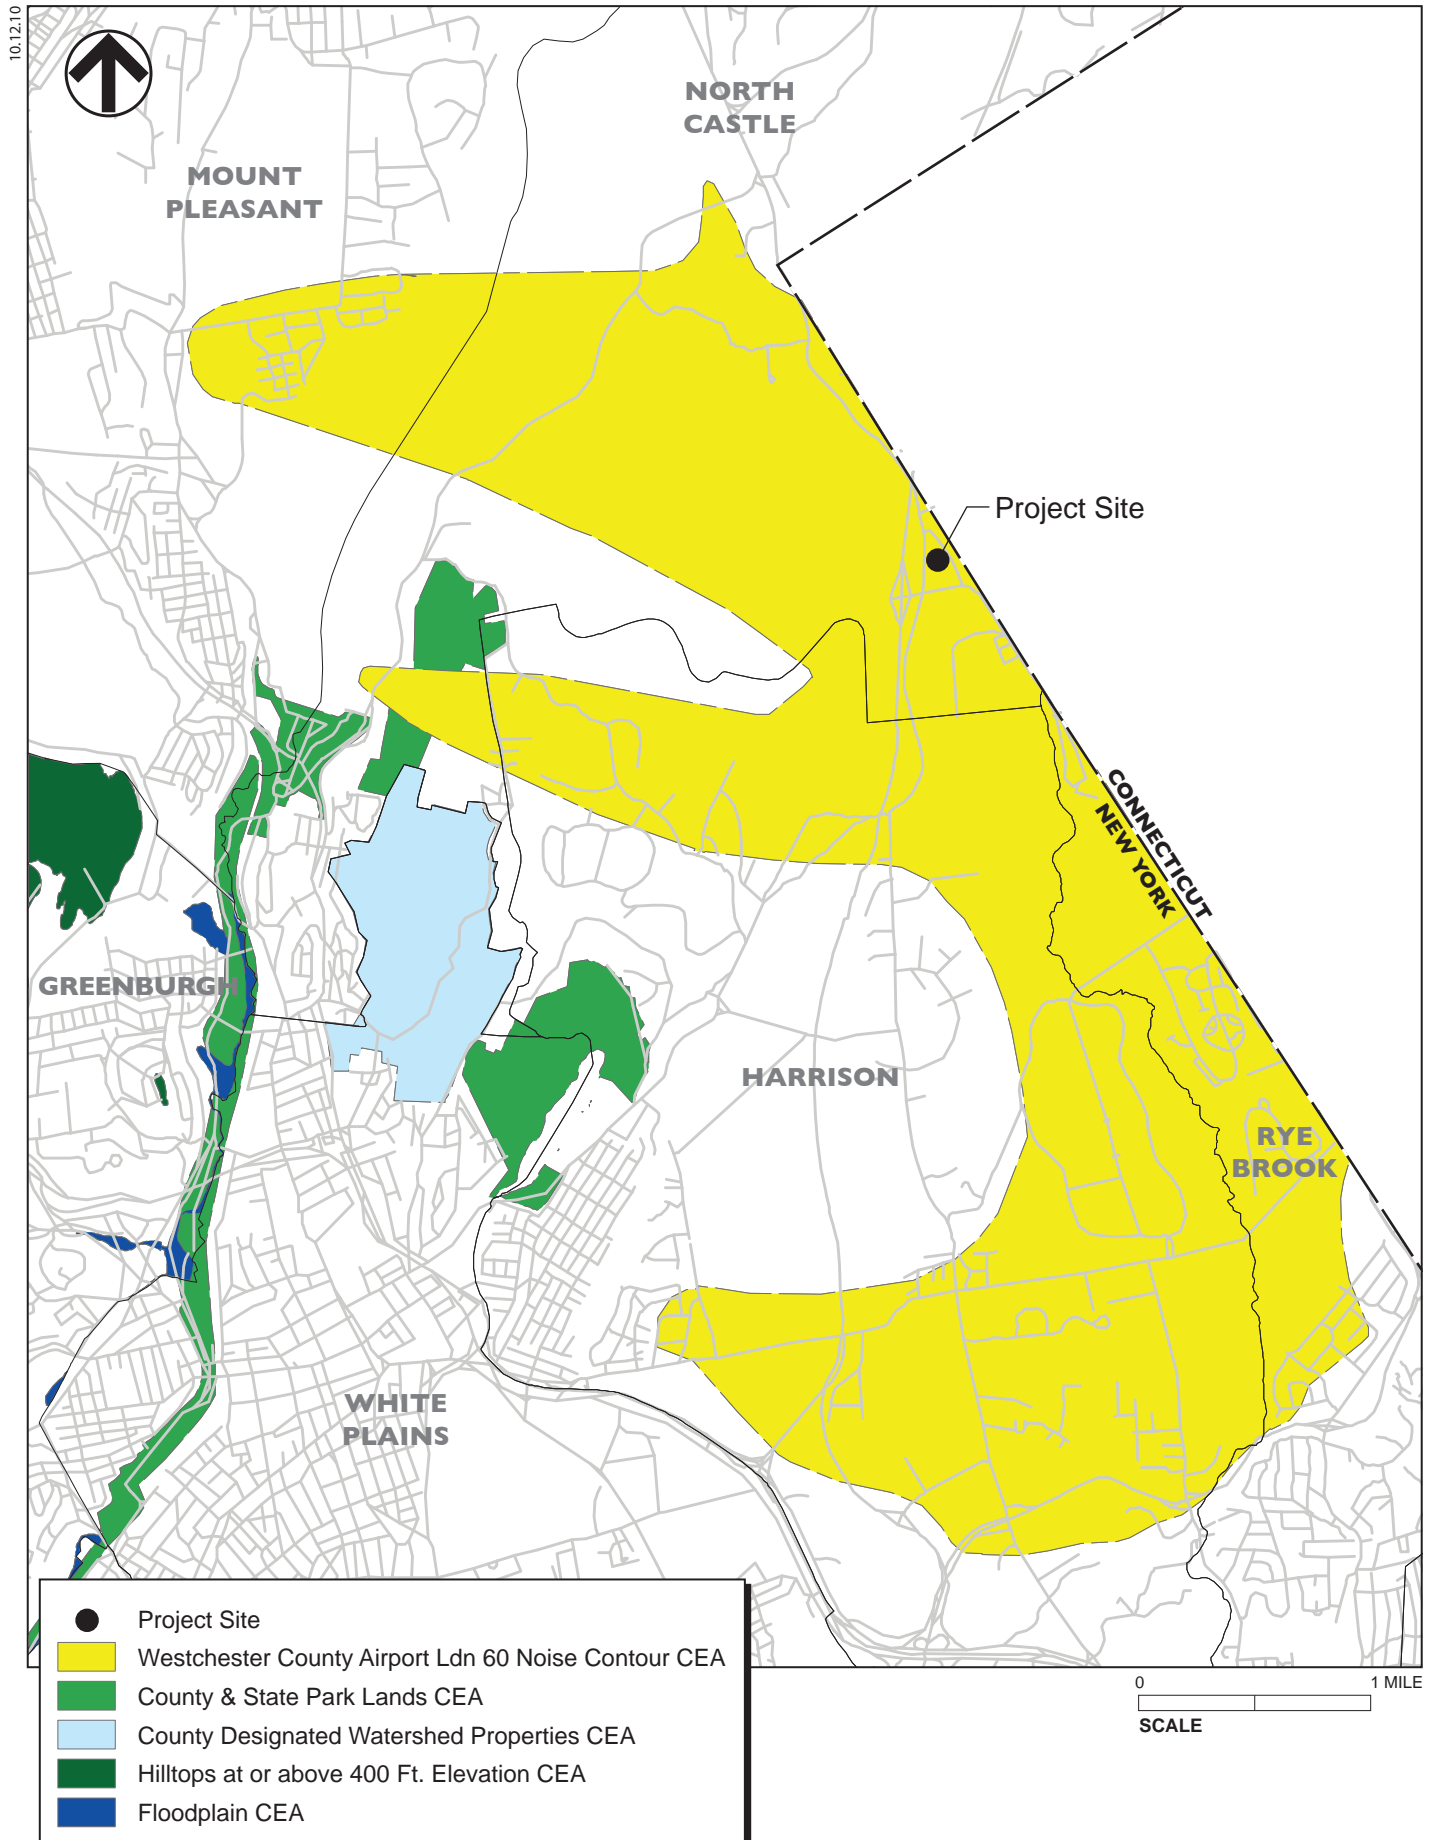 10.12.10
NORTH
CASTLE
MOUNT
PLEASANT
Project Site
CONNECTICUT
NEW YORK
GREENBURGH
HARRISON
RYE
BROOK
WHITE
PLAINS
Project Site
Westchester County Airport Ldn 60 Noise Contour CEA
County & State Park Lands CEA
County Designated Watershed Properties CEA
Hilltops at or above 400 Ft. Elevation CEA
Floodplain CEA
0 1 MILE
SCALE